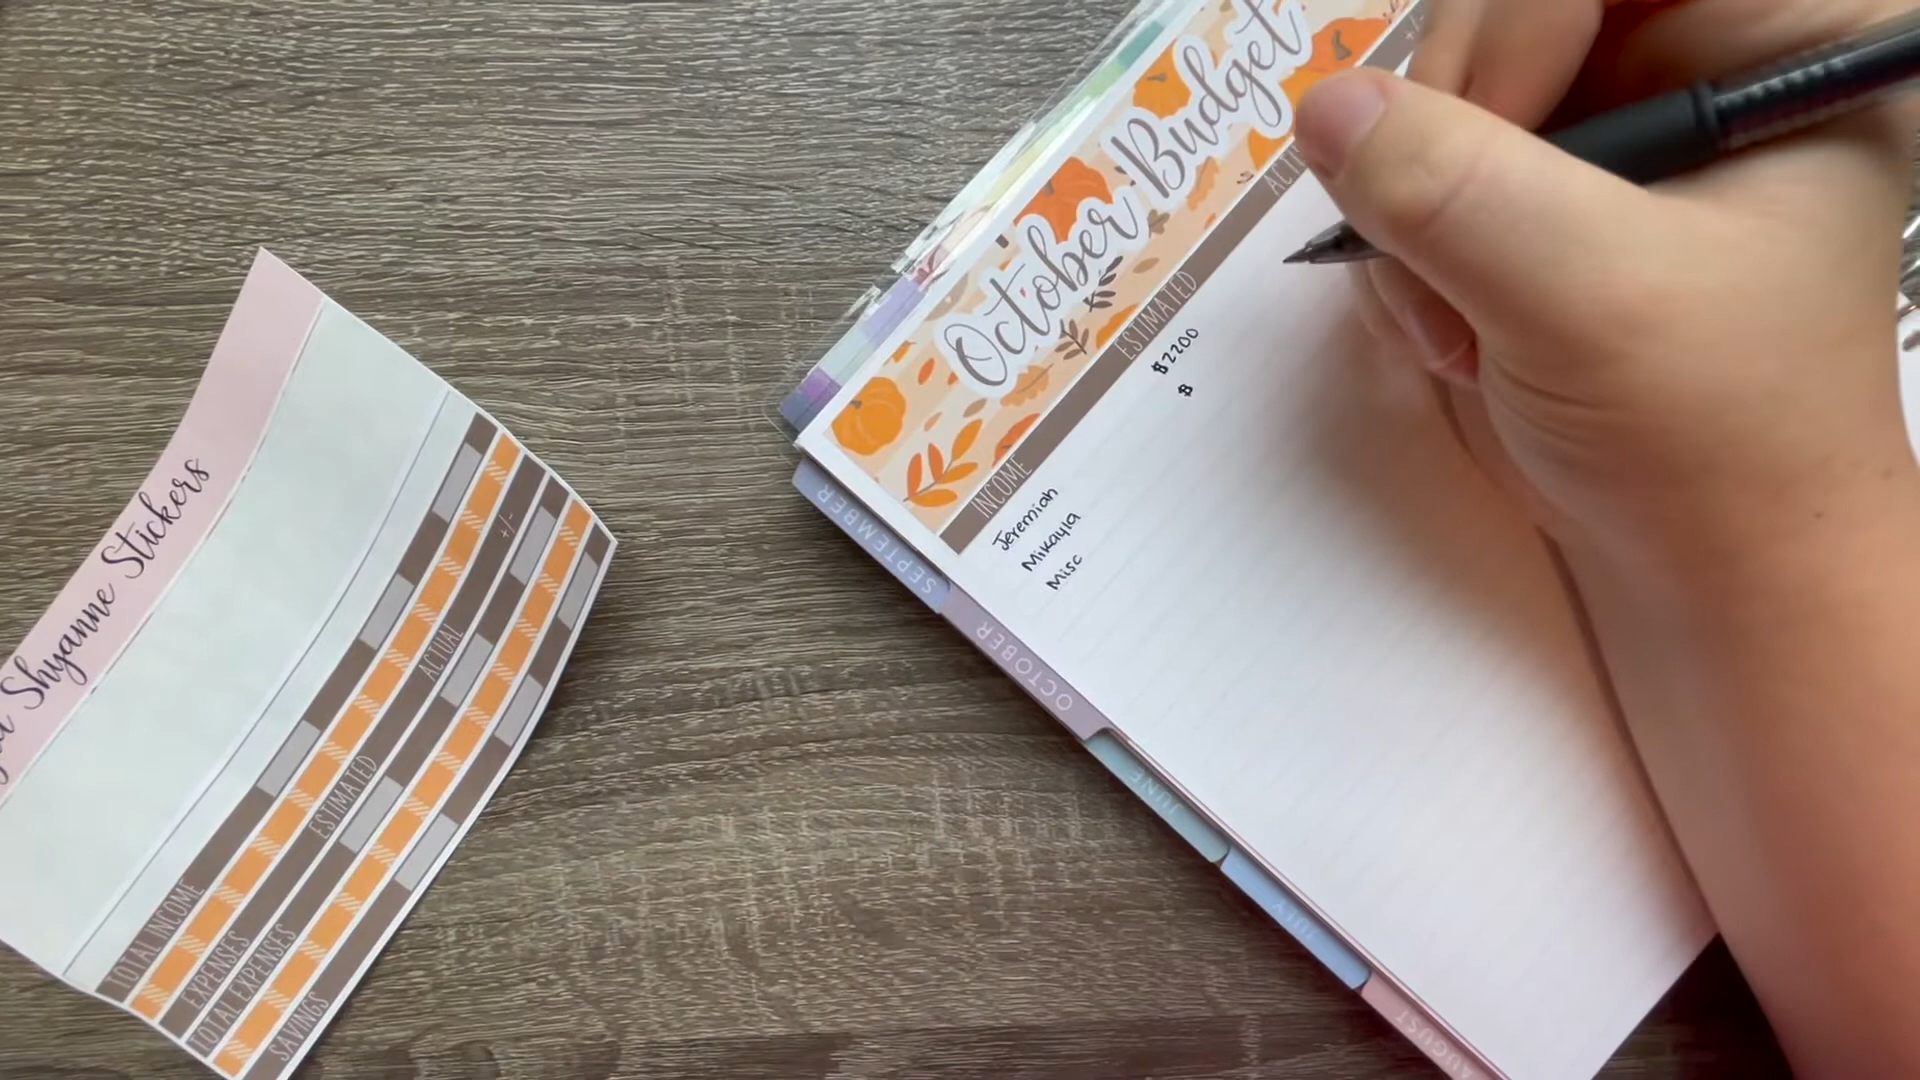 October Budget
INCOME ESTIMATED +/-
Jeremiah $2200
Mikayla $
Misc
SEPTEMBER
OCTOBER
JUNE
JULY
AUGUST
Shyanne Stickers
TOTAL INCOME
EXPENSES ESTIMATED ACTUAL +/-
TOTAL EXPENSES
SAVINGS